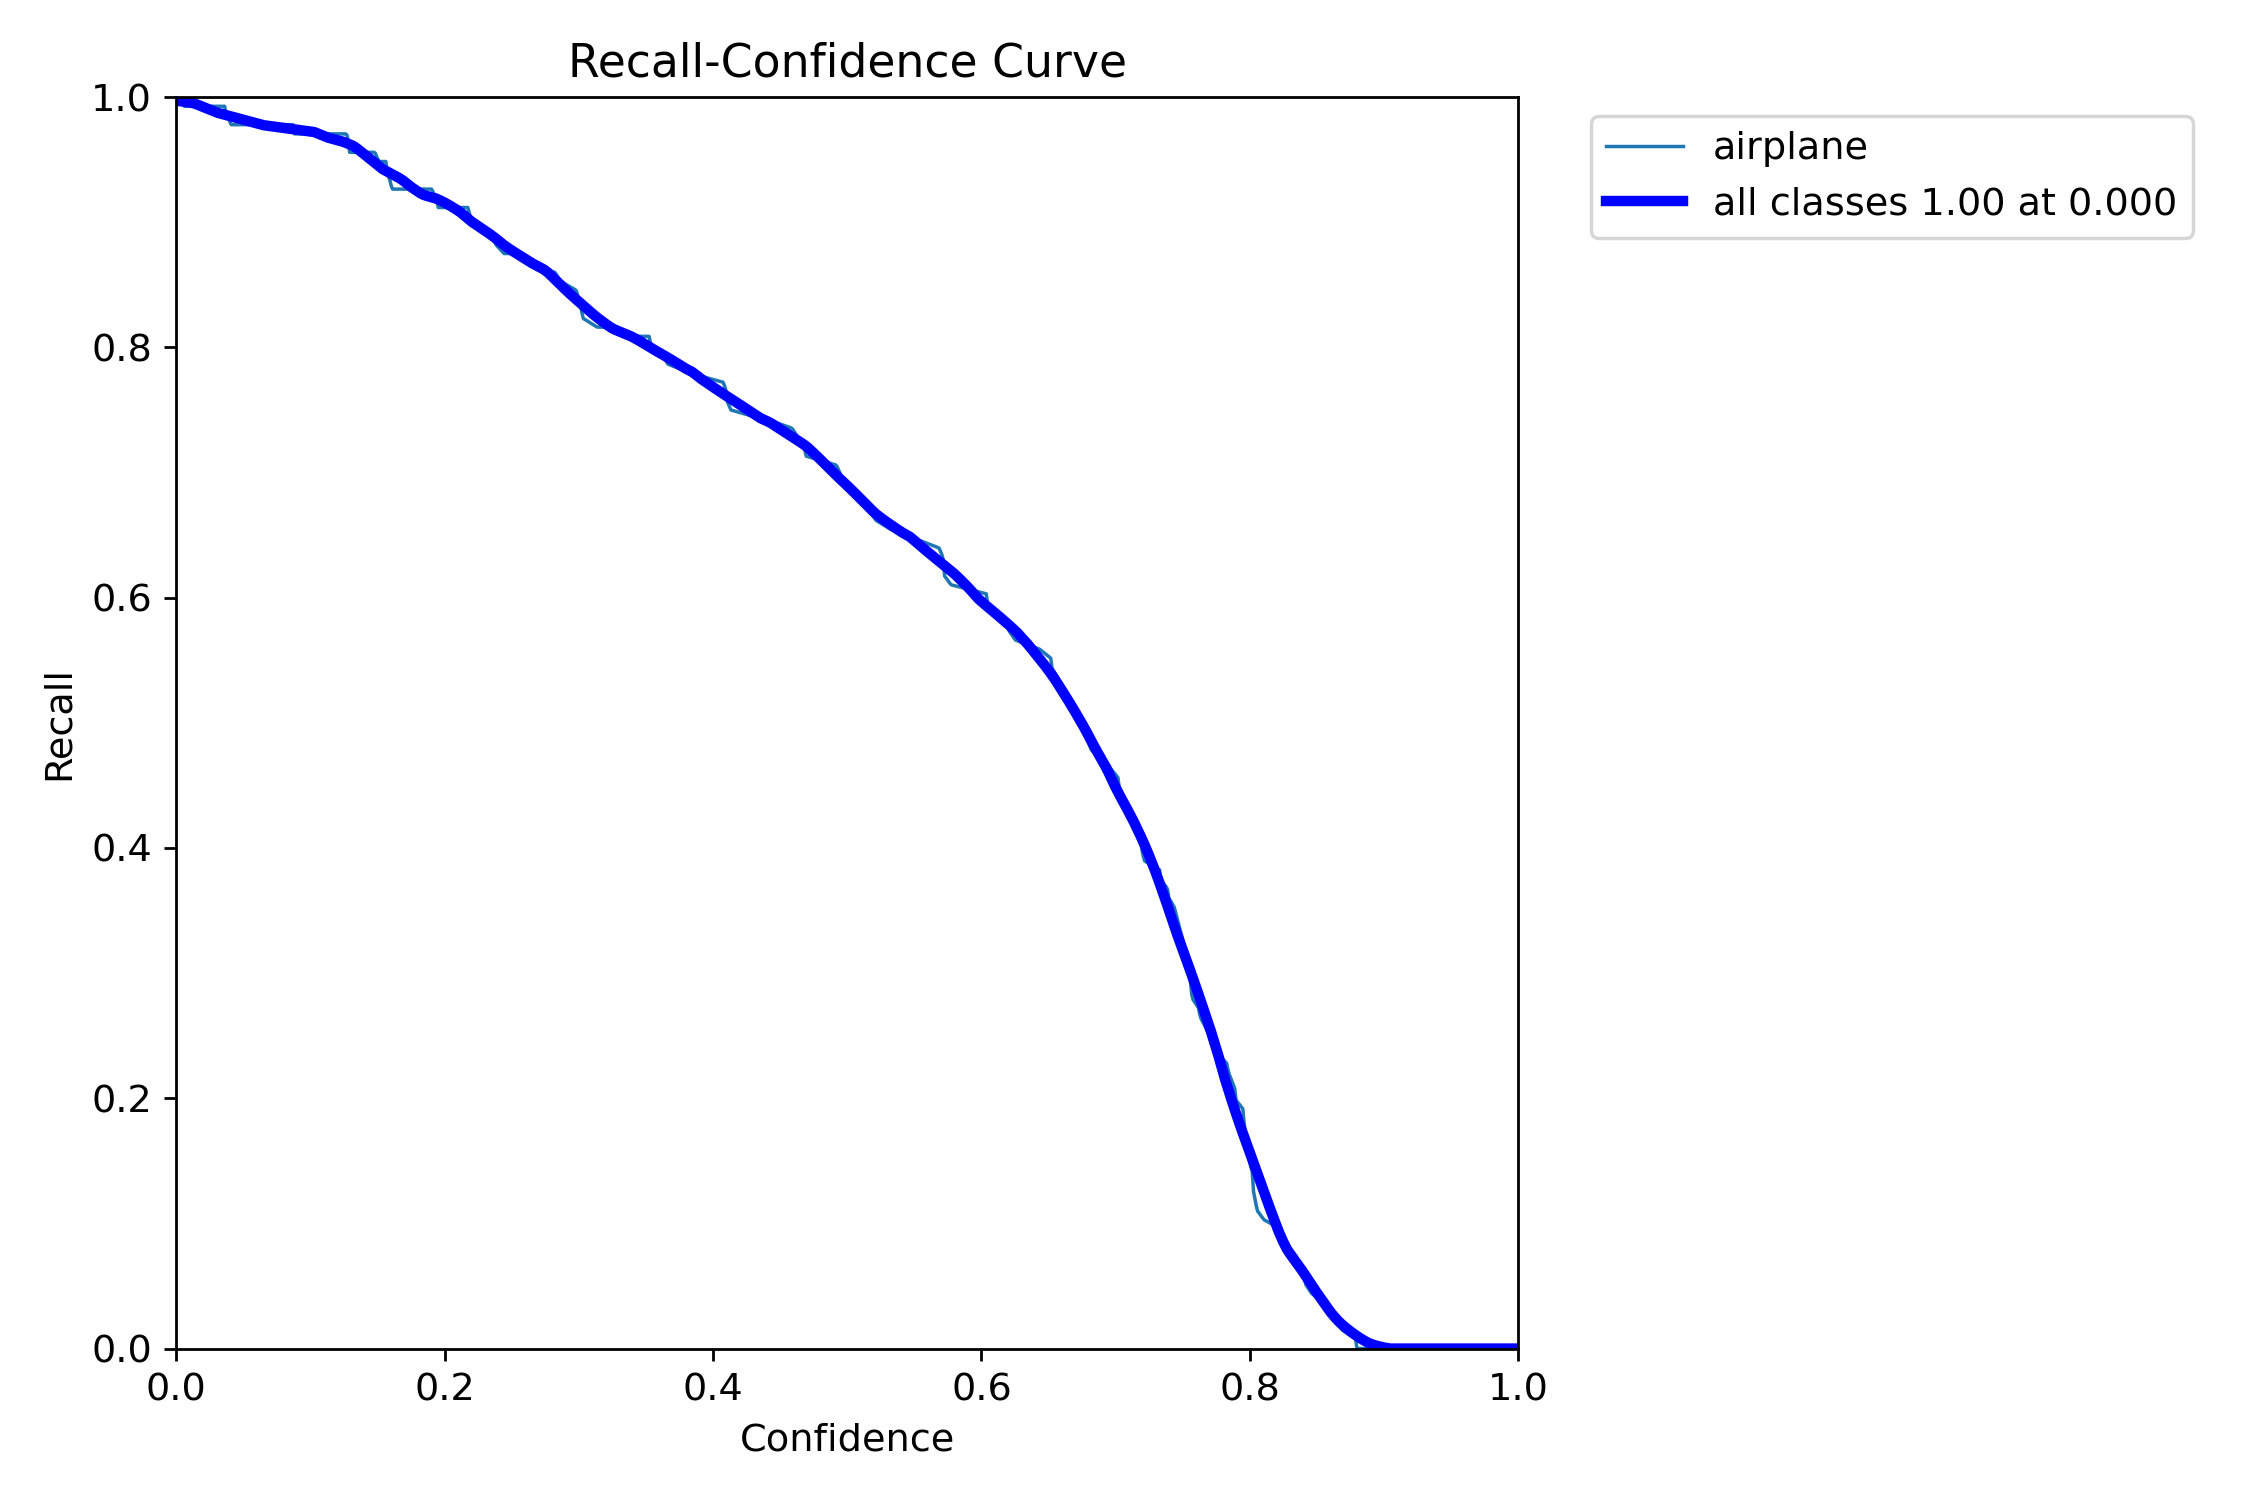 Recall-Confidence Curve
airplane
all classes 1.00 at 0.000
1.0
0.8
0.6
0.4
0.2
0.0
Recall
0.0 0.2 0.4 0.6 0.8 1.0
Confidence